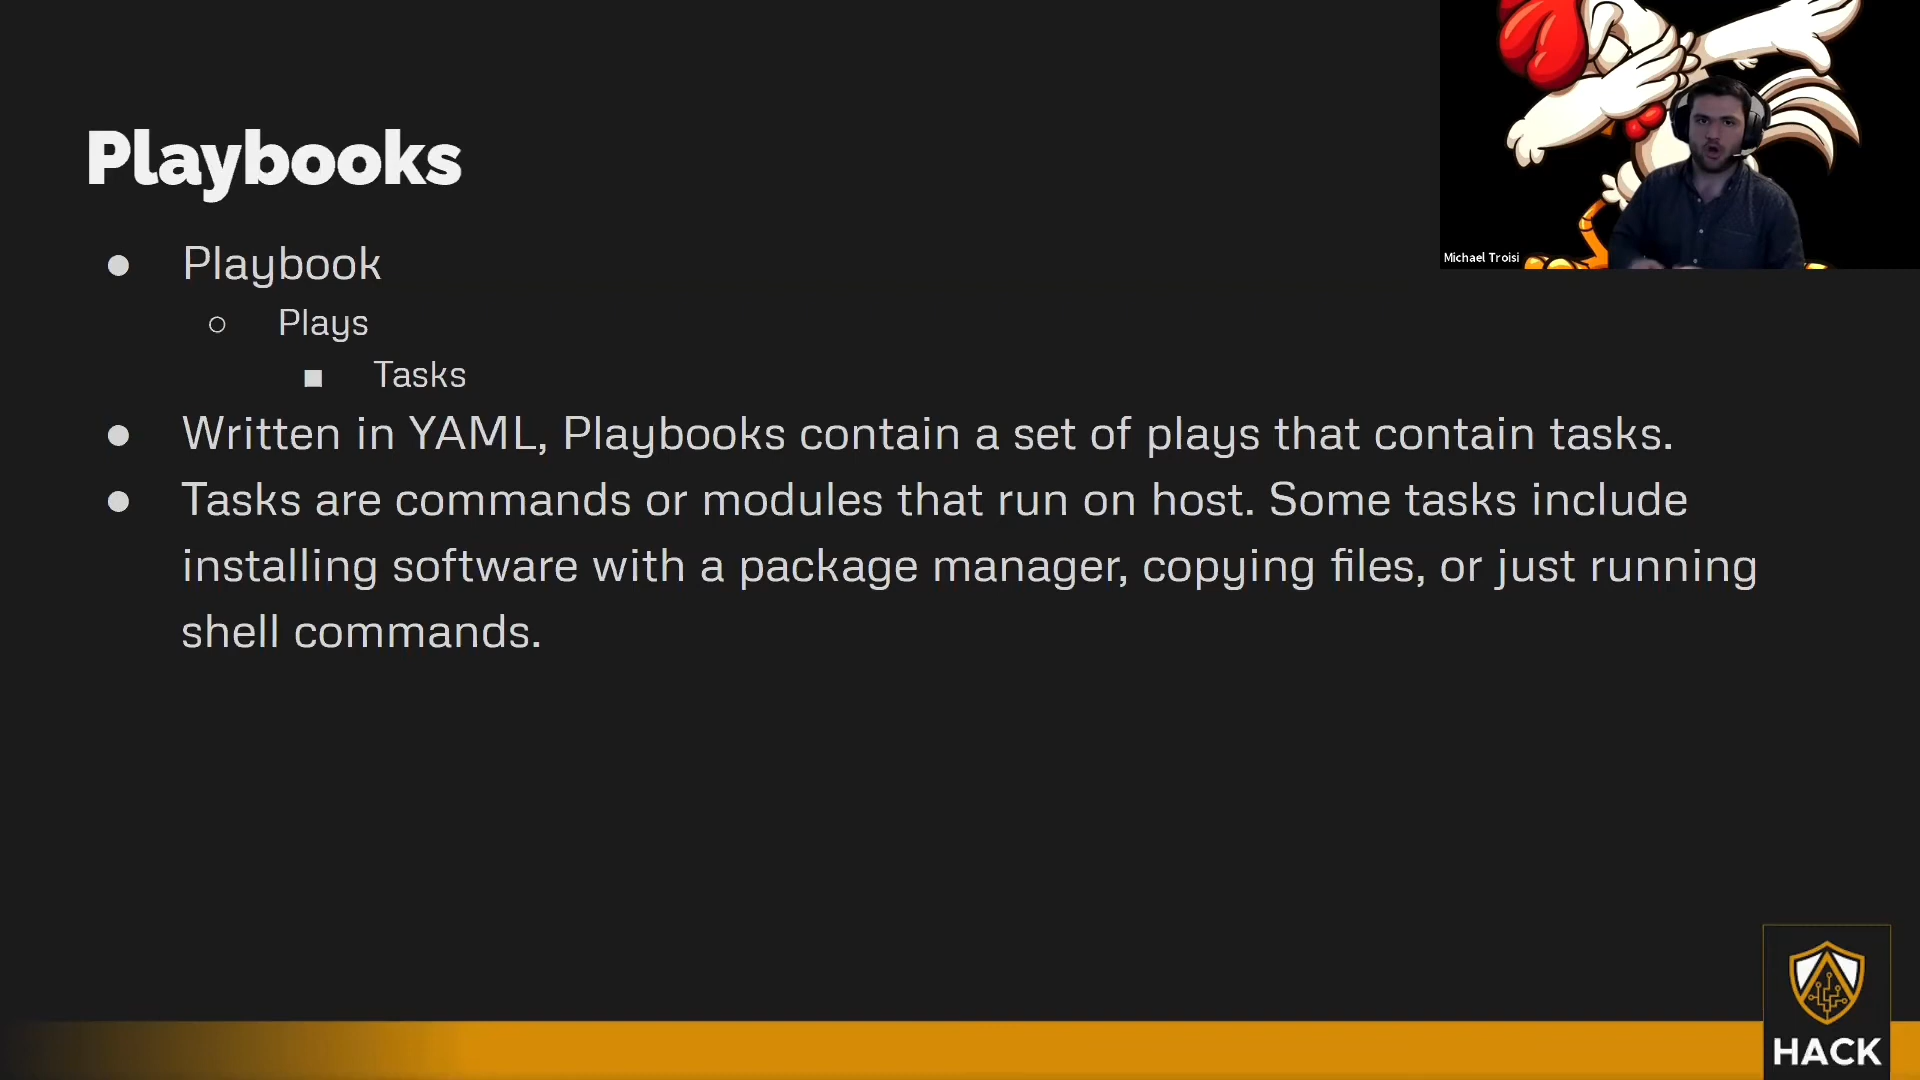 Playbooks
Michael Troisi
● Playbook
○ Plays
■ Tasks
● Written in YAML, Playbooks contain a set of plays that contain tasks.
● Tasks are commands or modules that run on host. Some tasks include
installing software with a package manager, copying files, or just running
shell commands.
HACK